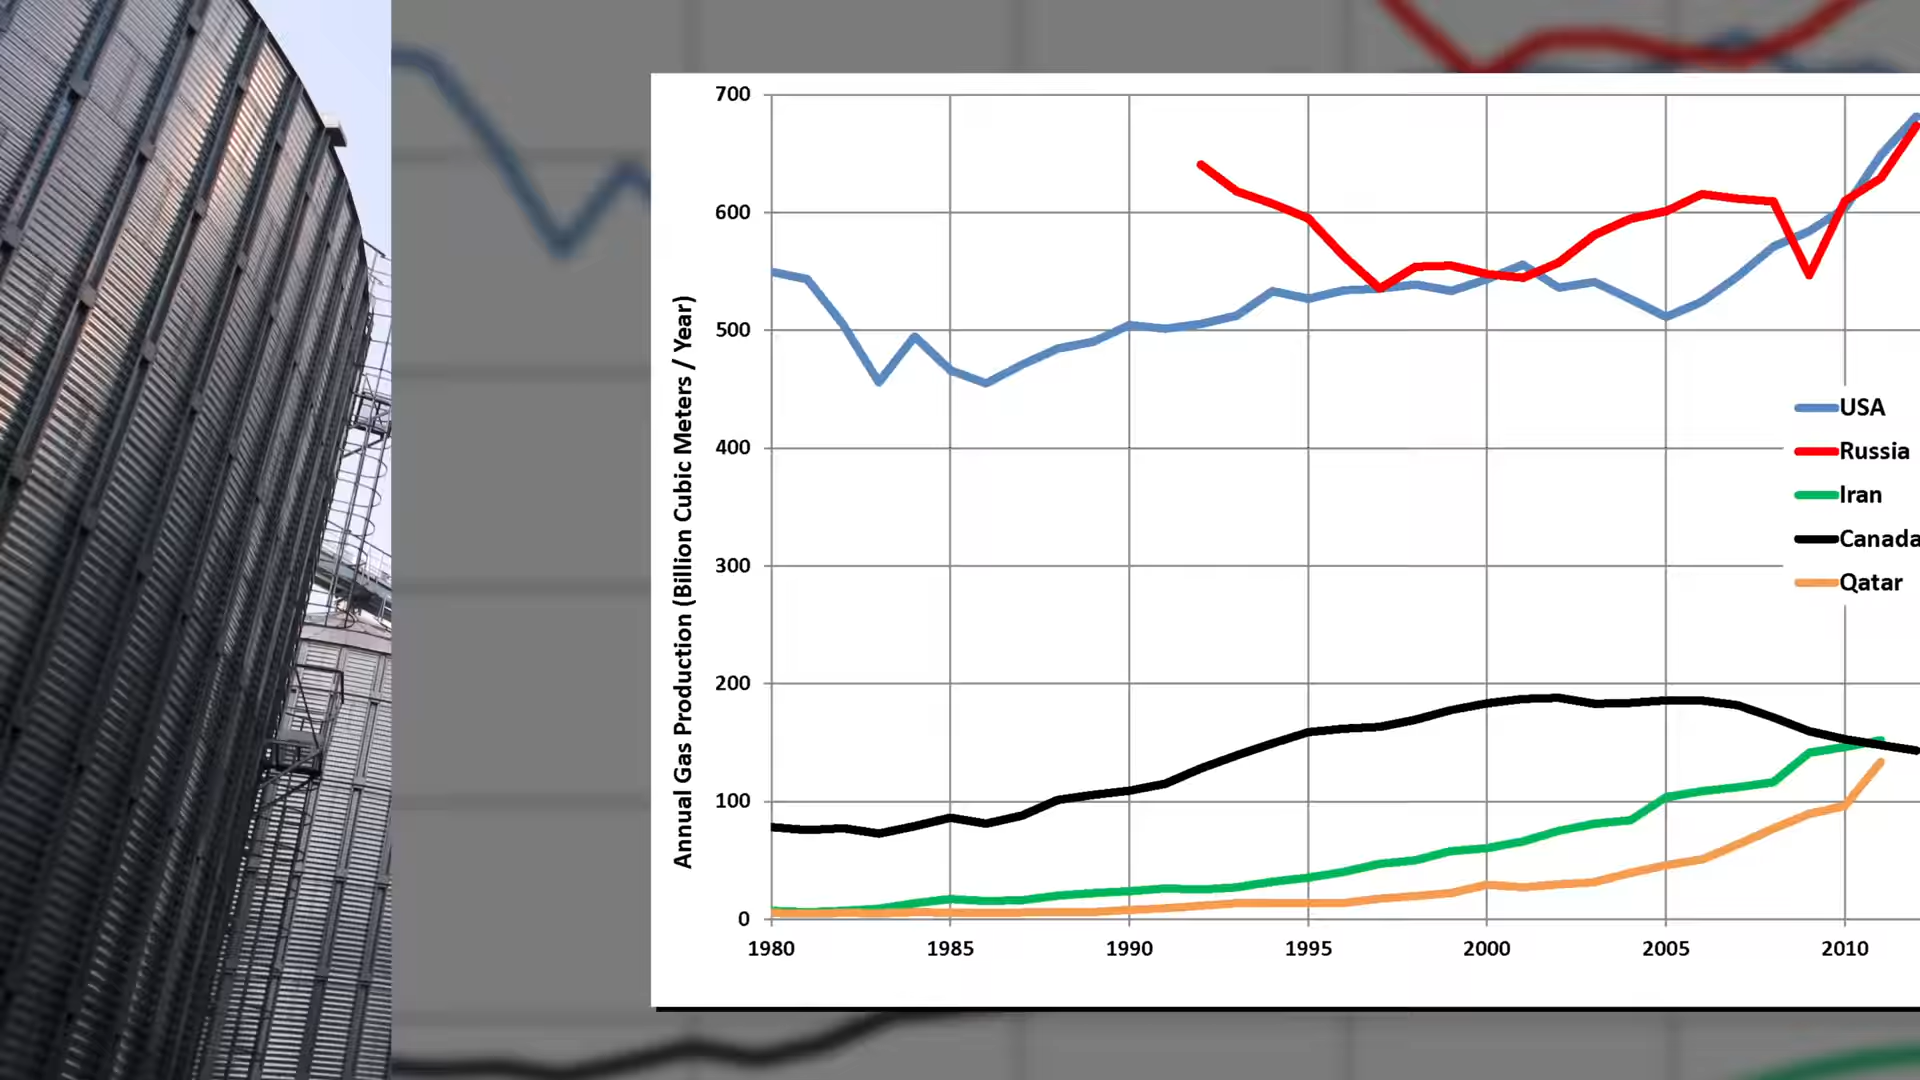 700
600
500
400
300
200
100
0
Annual Gas Production (Billion Cubic Meters / Year)
1980 1985 1990 1995 2000 2005 2010
USA
Russia
Iran
Canada
Qatar